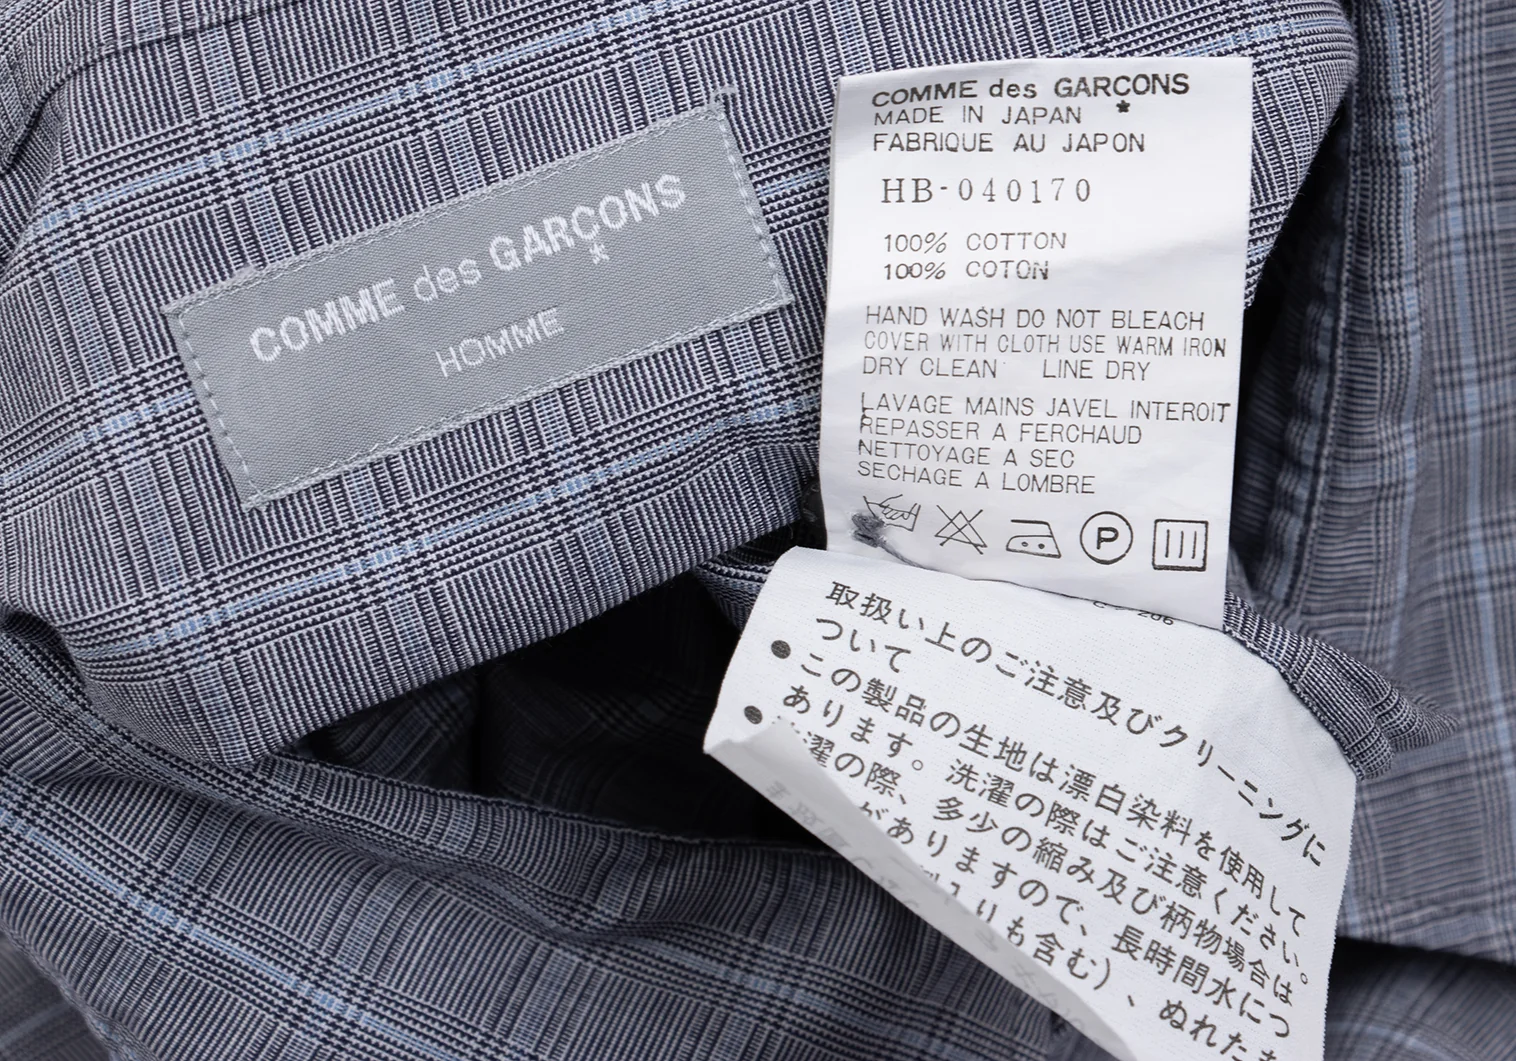 COMME des GARÇONS
HOMME
COMME des GARÇONS
MADE IN JAPAN
FABRIQUE AU JAPON
HB-040170
100% COTTON
100% COTON
HAND WASH DO NOT BLEACH
COVER WITH CLOTH USE WARM IRON
DRY CLEAN LINE DRY
LAVAGE MAINS JAVEL INTEROIT
REPASSER A FERCHAUD
NETTOYAGE A SEC
SECHAGE A LOMBRE
P
206
取扱い上のご注意及びクリーニングに
ついて
●この製品の生地は漂白染料を使用して
あります。洗濯の際はご注意ください。
●洗濯の際、多少の縮み及び柄物場合は
がありますので、長時間水につ
りも含む)、ぬれた